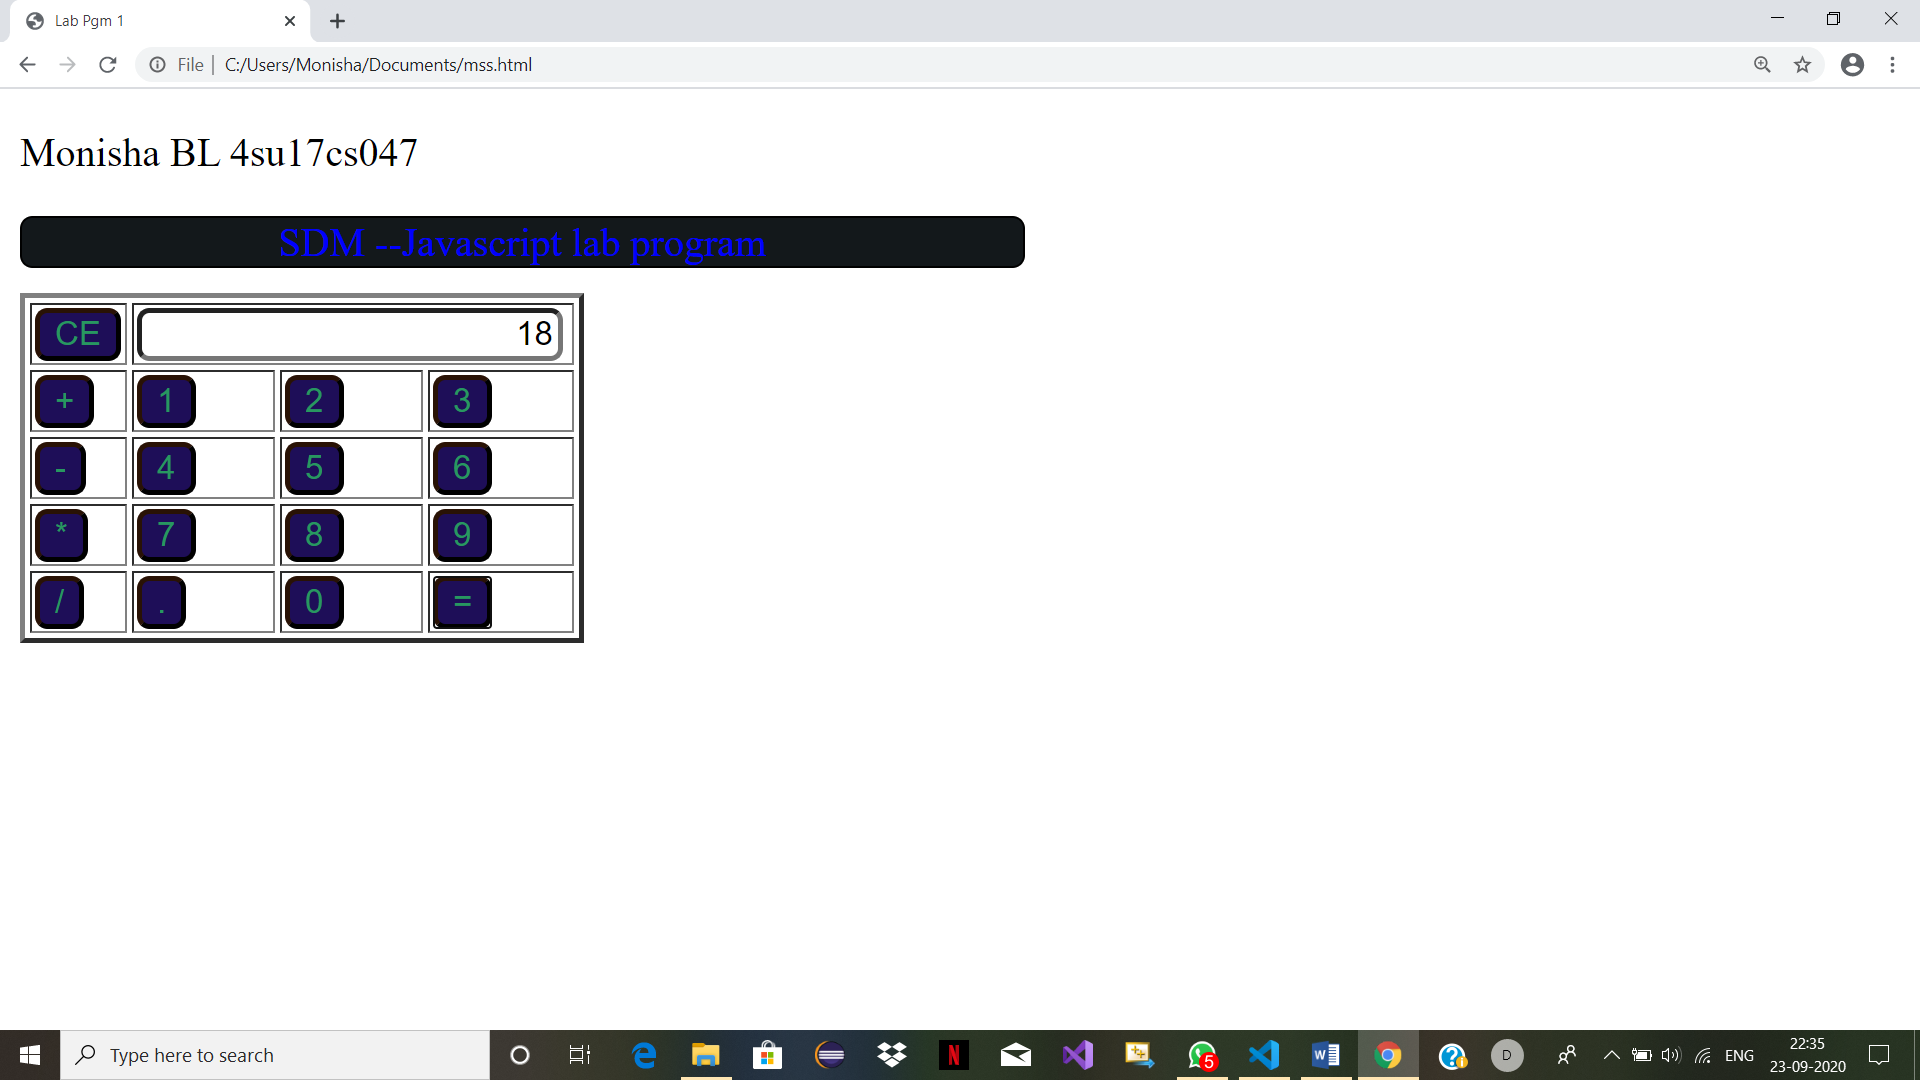 Lab Pgm 1
File | C:/Users/Monisha/Documents/mss.html
Monisha BL 4su17cs047
SDM --Javascript lab program
CE 18
+ 1 2 3
- 4 5 6
* 7 8 9
/ . 0 =
Type here to search
5
D
ENG
22:35
23-09-2020